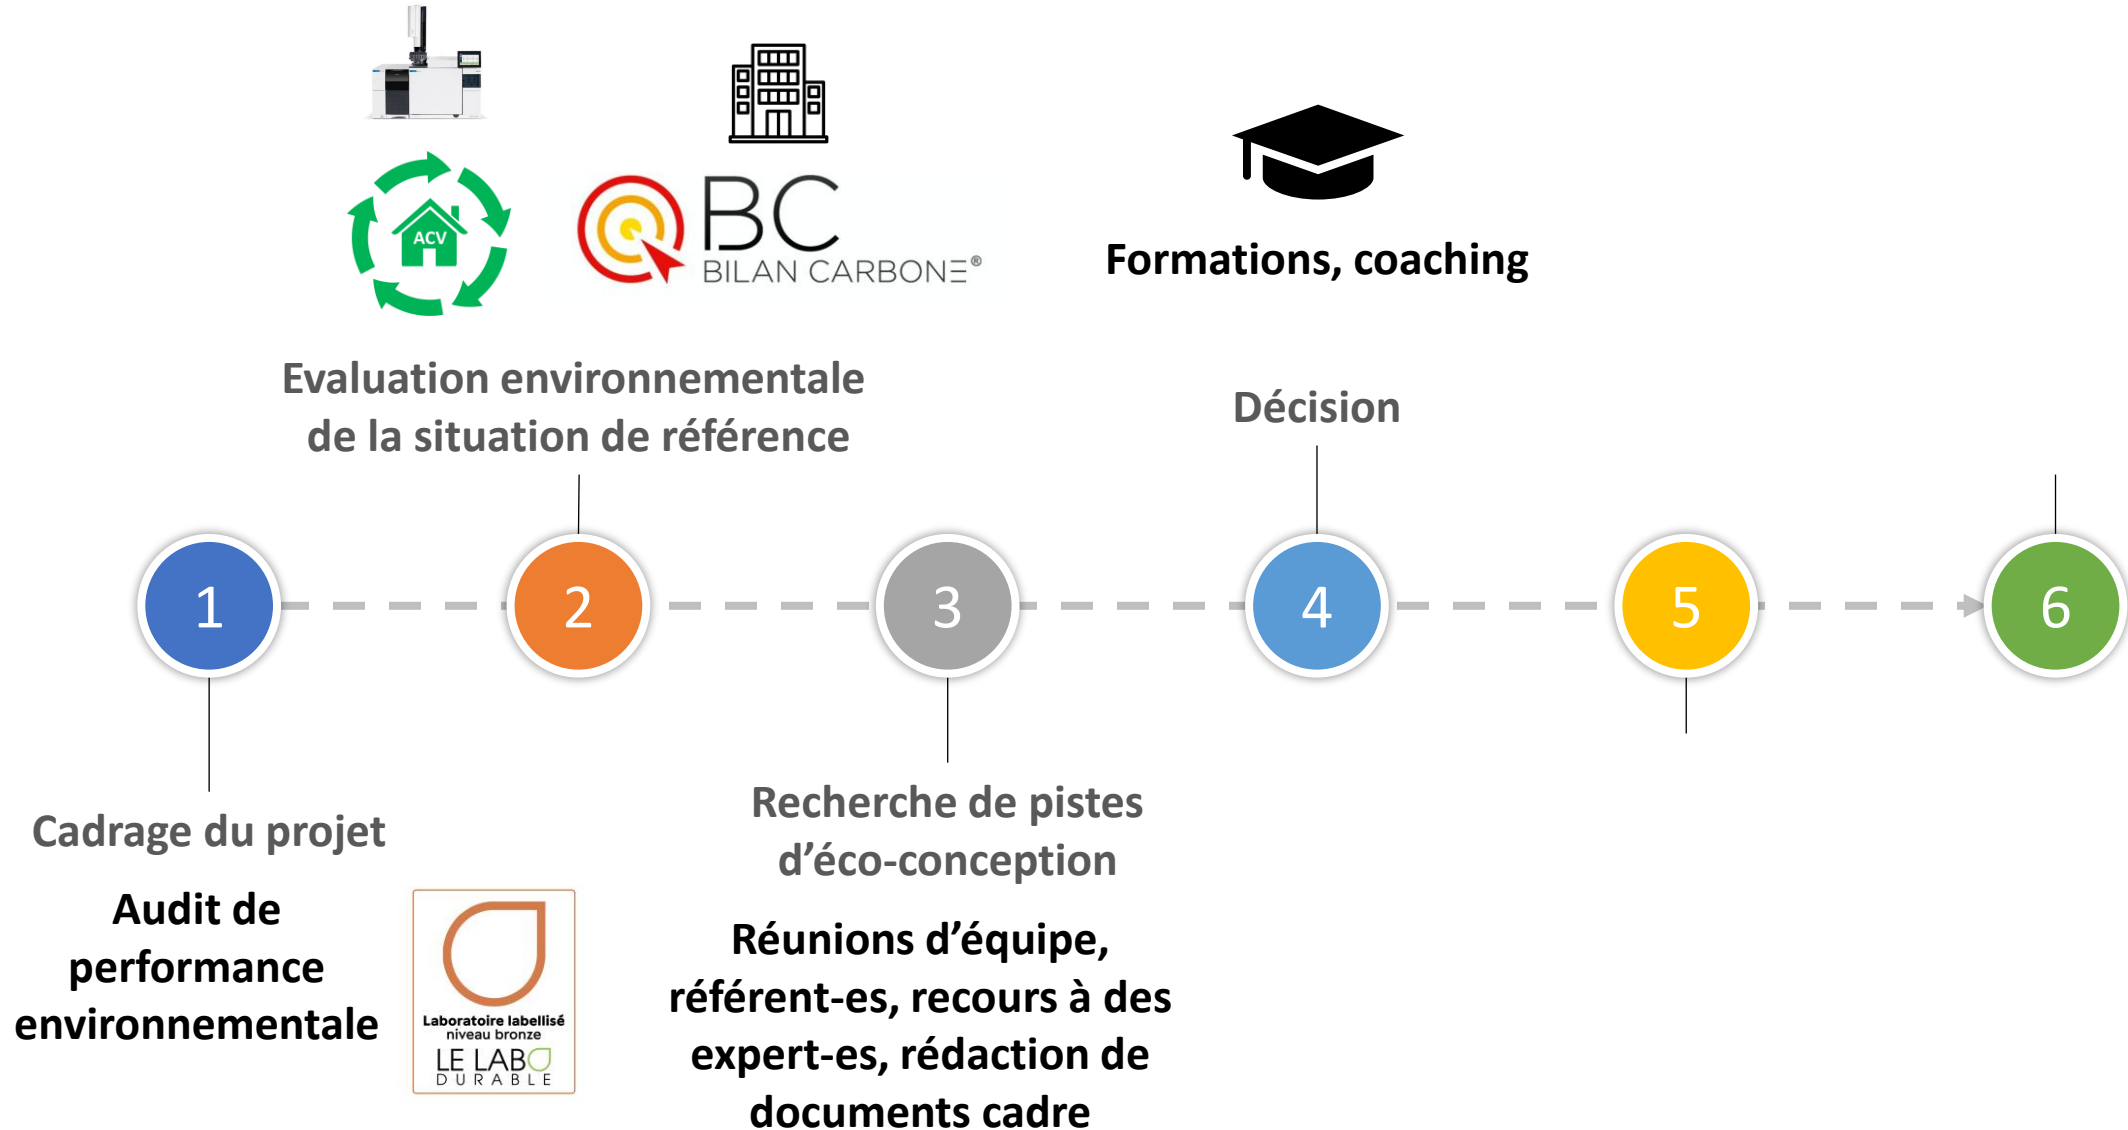 ACV
BC
BILAN CARBONE®
Formations, coaching
Evaluation environnementale
de la situation de référence
Décision
1
2
3
4
5
6
Cadrage du projet
Audit de
performance
environnementale
Laboratoire labellisé
niveau bronze
LE LABO
DURABLE
Recherche de pistes
d’éco-conception
Réunions d’équipe,
référent-es, recours à des
expert-es, rédaction de
documents cadre